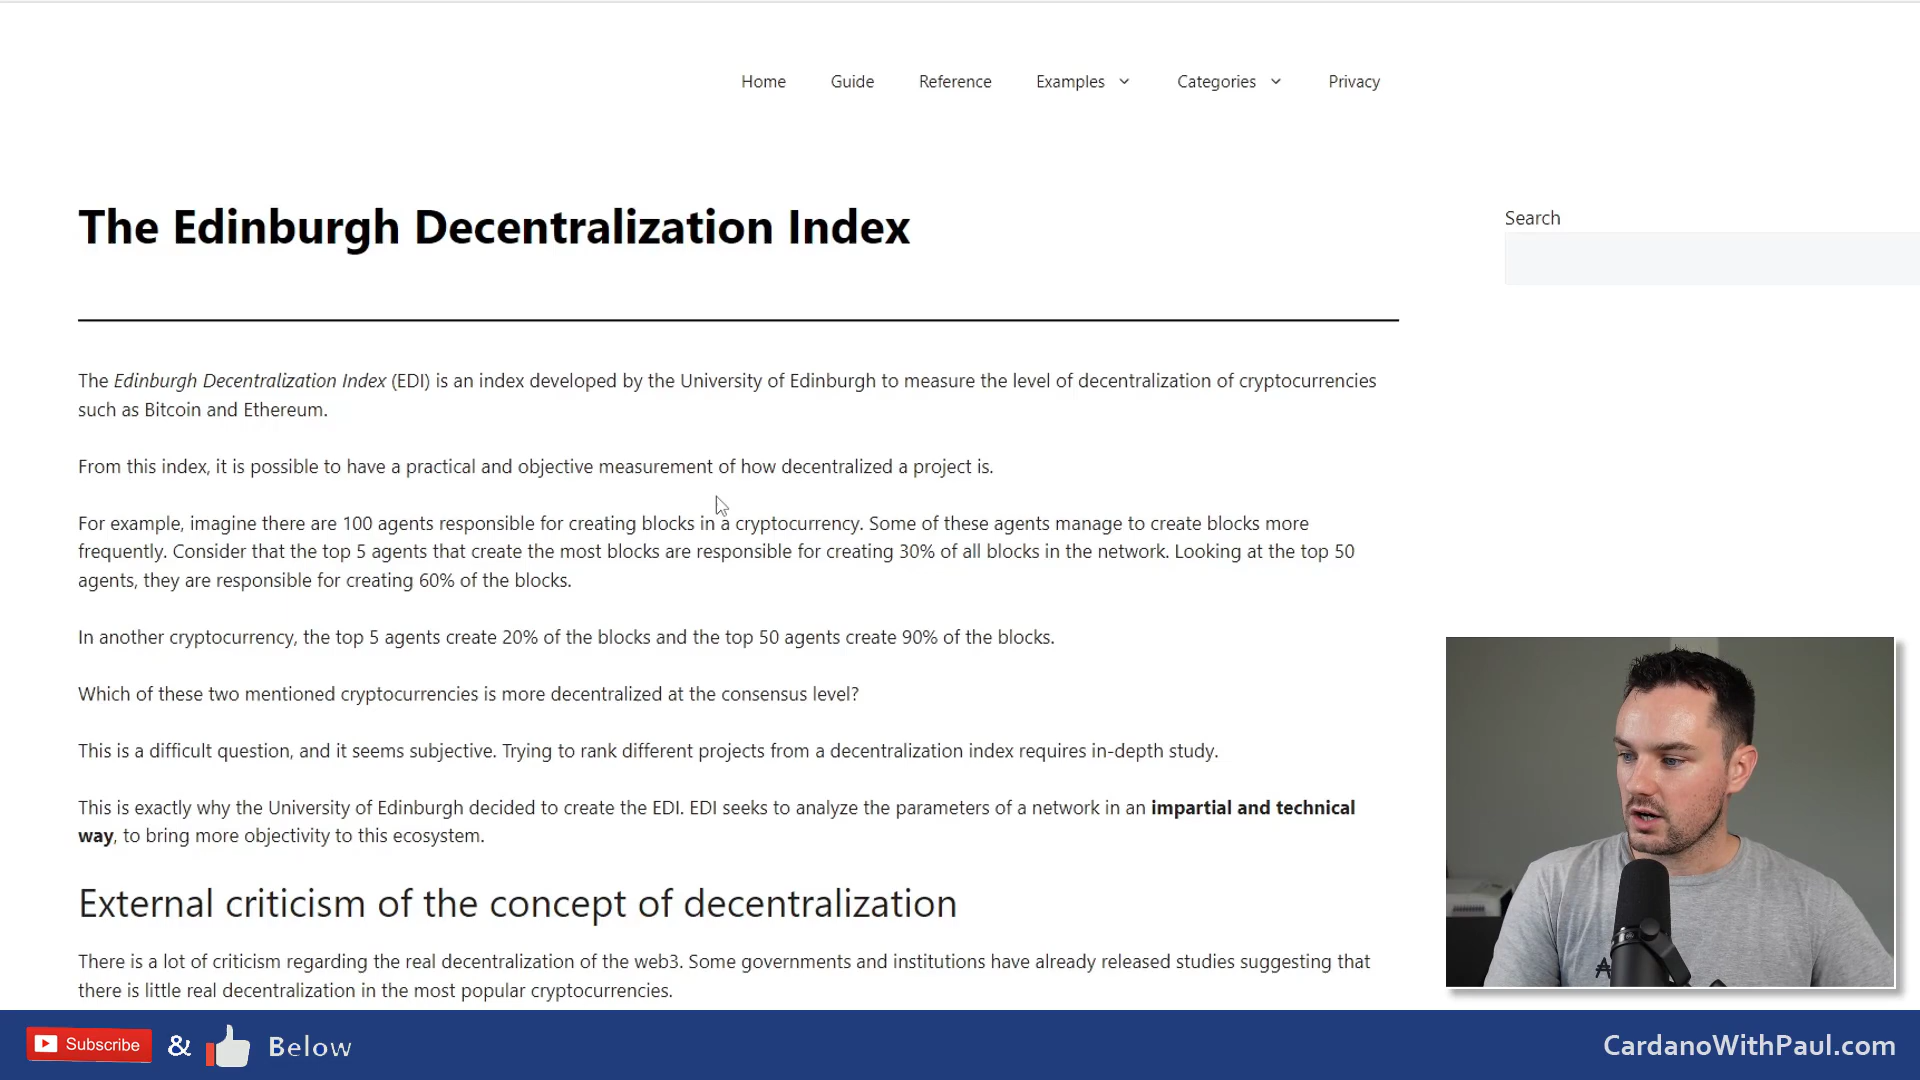 Home Guide Reference Examples Categories Privacy
The Edinburgh Decentralization Index
Search
The Edinburgh Decentralization Index (EDI) is an index developed by the University of Edinburgh to measure the level of decentralization of cryptocurrencies
such as Bitcoin and Ethereum.
From this index, it is possible to have a practical and objective measurement of how decentralized a project is.
For example, imagine there are 100 agents responsible for creating blocks in a cryptocurrency. Some of these agents manage to create blocks more
frequently. Consider that the top 5 agents that create the most blocks are responsible for creating 30% of all blocks in the network. Looking at the top 50
agents, they are responsible for creating 60% of the blocks.
In another cryptocurrency, the top 5 agents create 20% of the blocks and the top 50 agents create 90% of the blocks.
Which of these two mentioned cryptocurrencies is more decentralized at the consensus level?
This is a difficult question, and it seems subjective. Trying to rank different projects from a decentralization index requires in-depth study.
This is exactly why the University of Edinburgh decided to create the EDI. EDI seeks to analyze the parameters of a network in an impartial and technical
way, to bring more objectivity to this ecosystem.
External criticism of the concept of decentralization
There is a lot of criticism regarding the real decentralization of the web3. Some governments and institutions have already released studies suggesting that
there is little real decentralization in the most popular cryptocurrencies.
Subscribe & Below
CardanoWithPaul.com